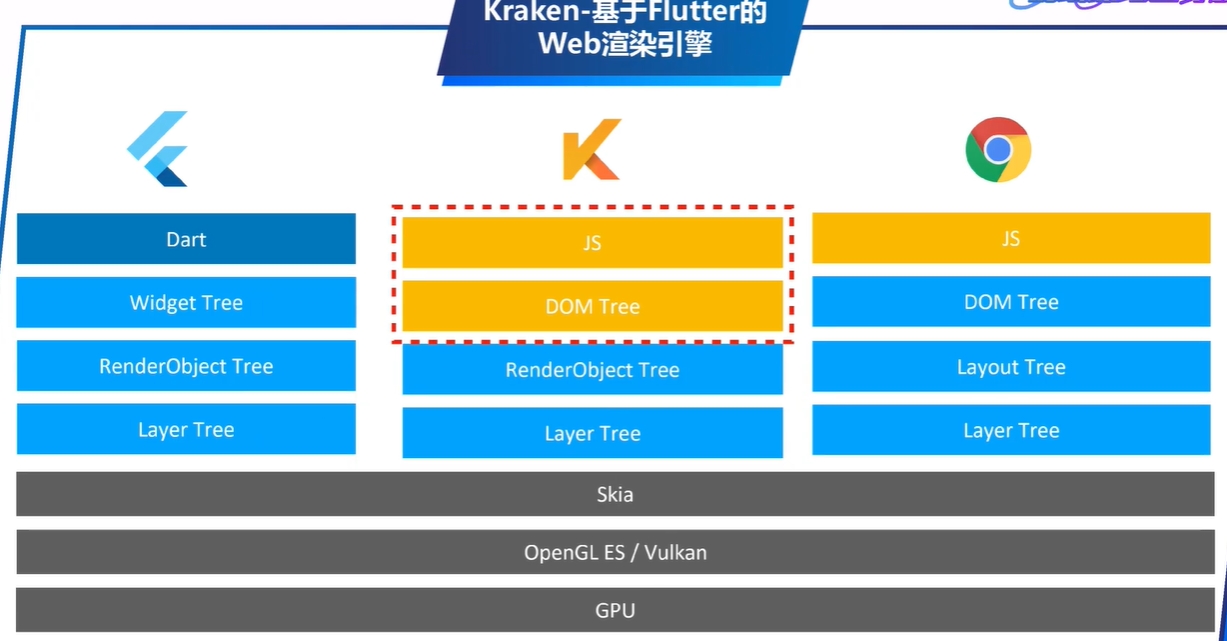 Kraken-基于Flutter的
Web渲染引擎
Dart
Widget Tree
RenderObject Tree
Layer Tree
JS
DOM Tree
RenderObject Tree
Layer Tree
JS
DOM Tree
Layout Tree
Layer Tree
Skia
OpenGL ES / Vulkan
GPU